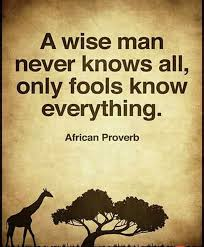 A wise man
never knows all,
only fools know
everything.
African Proverb